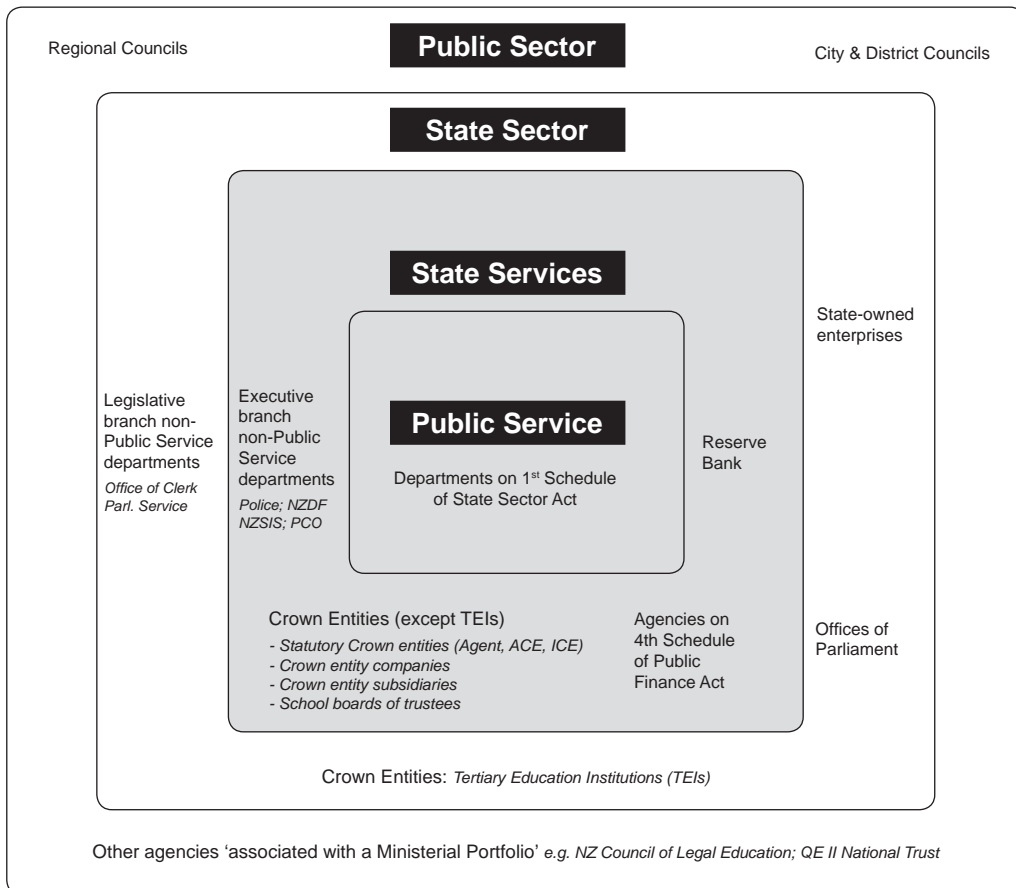 Regional Councils
Public Sector
City & District Councils
State Sector
State Services
State-owned
enterprises
Legislative
branch non-
Public Service
departments
Office of Clerk
Parl. Service
Executive
branch
non-Public
Service
departments
Police; NZDF
NZSIS; PCO
Public Service
Departments on 1st Schedule
of State Sector Act
Reserve
Bank
Crown Entities (except TEIs)
- Statutory Crown entities (Agent, ACE, ICE)
- Crown entity companies
- Crown entity subsidiaries
- School boards of trustees
Agencies on
4th Schedule
of Public
Finance Act
Offices of
Parliament
Crown Entities: Tertiary Education Institutions (TEIs)
Other agencies ‘associated with a Ministerial Portfolio’ e.g. NZ Council of Legal Education; QE II National Trust